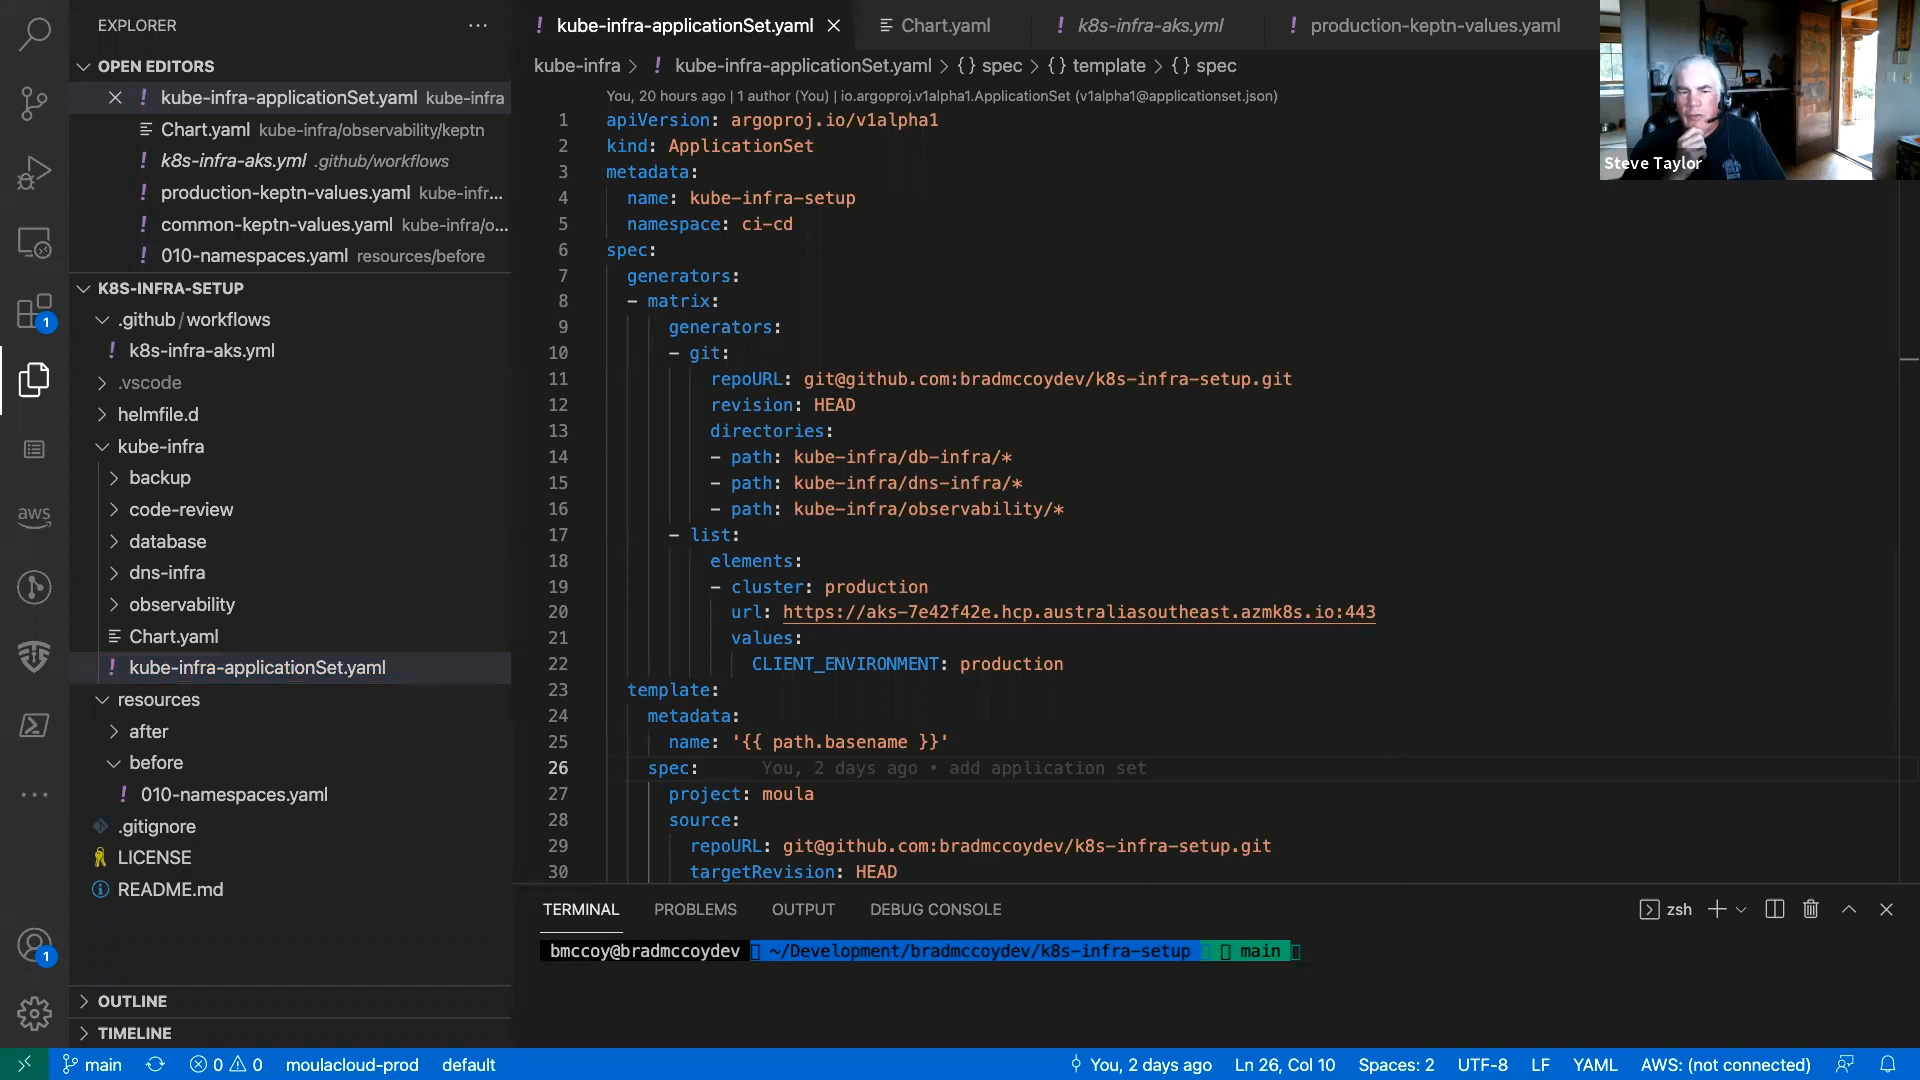 EXPLORER
OPEN EDITORS
kube-infra-applicationSet.yaml kube-infra
Chart.yaml kube-infra/observability/keptn
k8s-infra-aks.yml .github/workflows
production-keptn-values.yaml kube-infr...
common-keptn-values.yaml kube-infra/o...
010-namespaces.yaml resources/before
K8S-INFRA-SETUP
.github/workflows
k8s-infra-aks.yml
.vscode
helmfile.d
kube-infra
backup
code-review
database
dns-infra
observability
Chart.yaml
kube-infra-applicationSet.yaml
resources
after
before
010-namespaces.yaml
.gitignore
LICENSE
README.md
OUTLINE
TIMELINE
1
aws
1
kube-infra-applicationSet.yaml
Chart.yaml
k8s-infra-aks.yml
production-keptn-values.yaml
kube-infra > ! kube-infra-applicationSet.yaml > {} spec > {} template > {} spec
You, 20 hours ago | 1 author (You) | io.argoproj.v1alpha1.ApplicationSet (v1alpha1@applicationset.json)
1 apiVersion: argoproj.io/v1alpha1
2 kind: ApplicationSet
3 metadata:
4 name: kube-infra-setup
5 namespace: ci-cd
6 spec:
7 generators:
8 - matrix:
9 generators:
10 - git:
11 repoURL: git@github.com:bradmccoydev/k8s-infra-setup.git
12 revision: HEAD
13 directories:
14 - path: kube-infra/db-infra/*
15 - path: kube-infra/dns-infra/*
16 - path: kube-infra/observability/*
17 - list:
18 elements:
19 - cluster: production
20 url: https://aks-7e42f42e.hcp.australiasoutheast.azmk8s.io:443
21 values:
22 CLIENT_ENVIRONMENT: production
23 template:
24 metadata:
25 name: '{{ path.basename }}'
26 spec: You, 2 days ago • add application set
27 project: moula
28 source:
29 repoURL: git@github.com:bradmccoydev/k8s-infra-setup.git
30 targetRevision: HEAD
Steve Taylor
TERMINAL PROBLEMS OUTPUT DEBUG CONSOLE
zsh
bmccoy@bradmccoydev ~/Development/bradmccoydev/k8s-infra-setup main
main 0 0 moulacloud-prod default
You, 2 days ago Ln 26, Col 10 Spaces: 2 UTF-8 LF YAML AWS: (not connected)